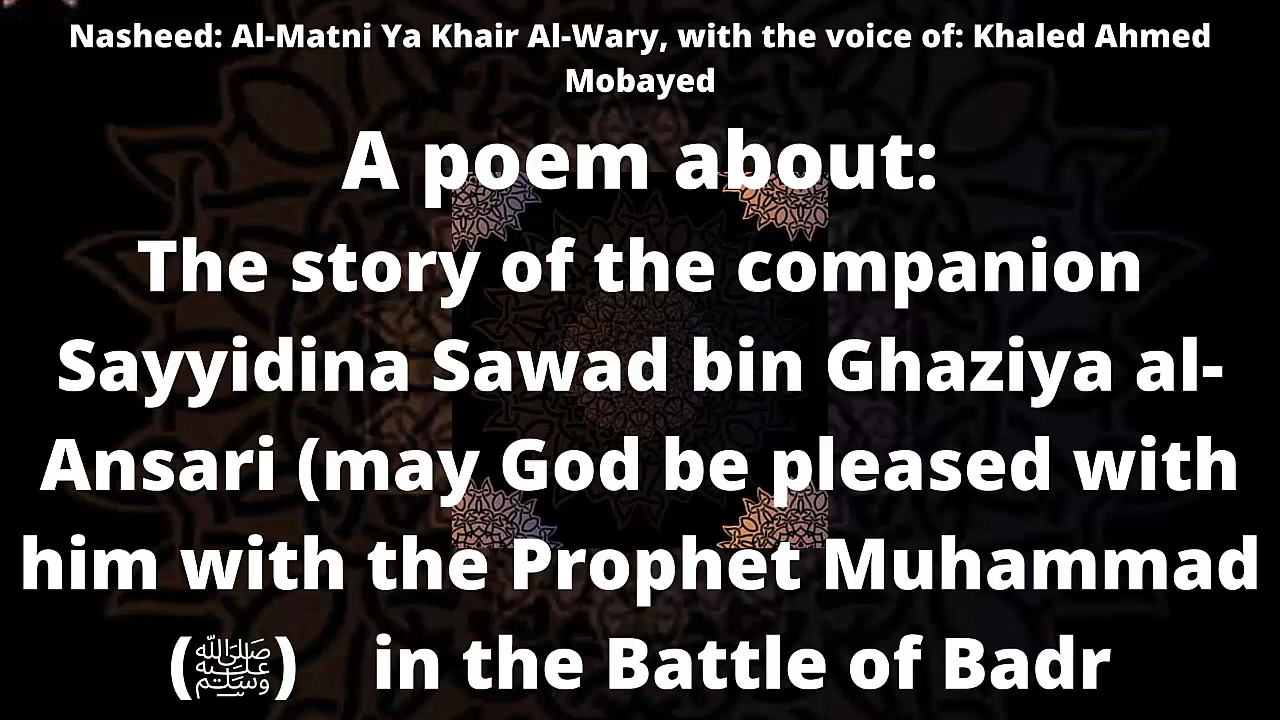 Nasheed: Al-Matni Ya Khair Al-Wary, with the voice of: Khaled Ahmed
Mobayed
A poem about:
The story of the companion
Sayyidina Sawad bin Ghaziya al-
Ansari (may God be pleased with
him with the Prophet Muhammad
(ﷺ) in the Battle of Badr